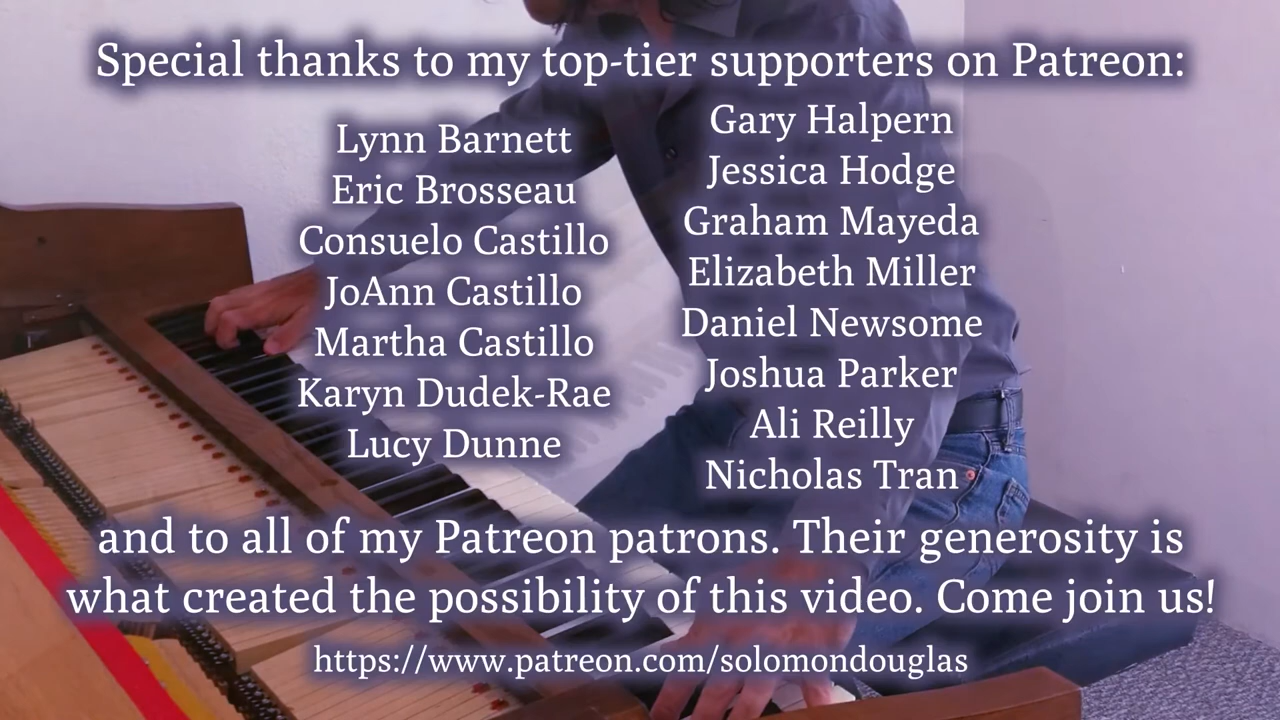 Special thanks to my top-tier supporters on Patreon:
Lynn Barnett
Eric Brosseau
Consuelo Castillo
JoAnn Castillo
Martha Castillo
Karyn Dudek-Rae
Lucy Dunne
Gary Halpern
Jessica Hodge
Graham Mayeda
Elizabeth Miller
Daniel Newsome
Joshua Parker
Ali Reilly
Nicholas Tran
and to all of my Patreon patrons. Their generosity is
what created the possibility of this video. Come join us!
https://www.patreon.com/solomondouglas